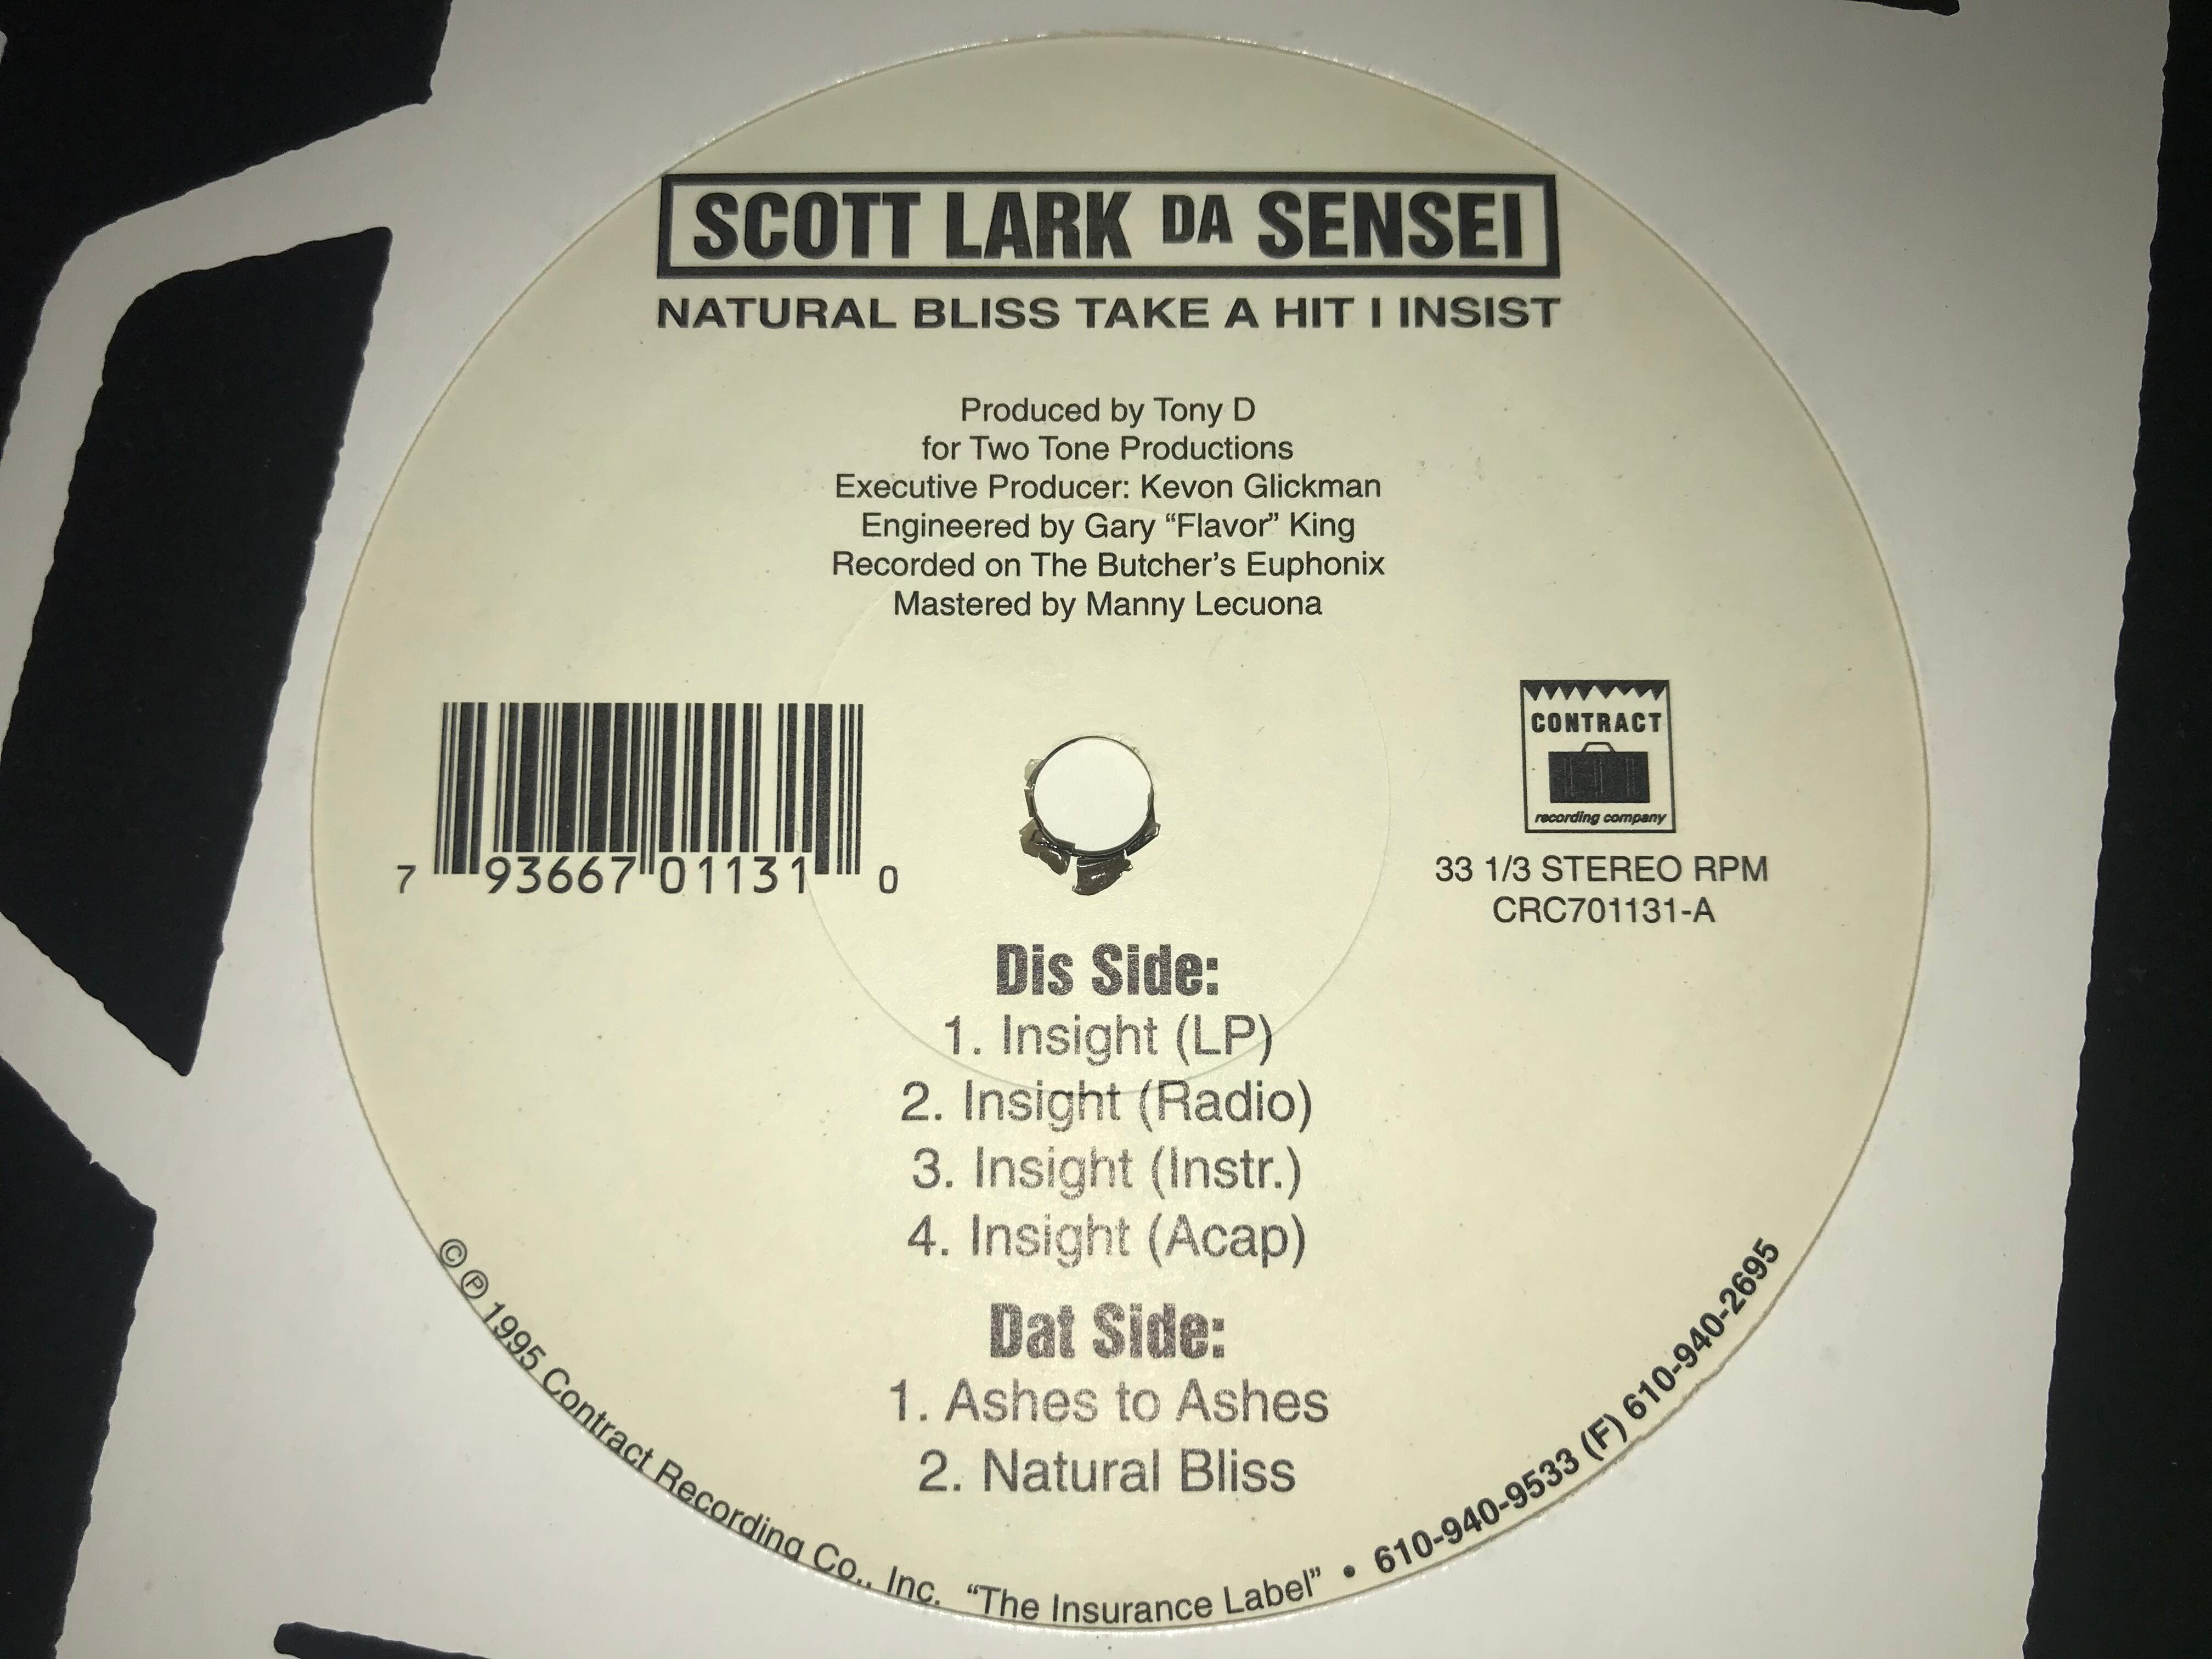 SCOTT LARK DA SENSEI
NATURAL BLISS TAKE A HIT I INSIST
Produced by Tony D
for Two Tone Productions
Executive Producer: Kevon Glickman
Engineered by Gary “Flavor” King
Recorded on The Butcher’s Euphonix
Mastered by Manny Lecuona
7 93667 01131 0
CONTRACT
recording company
33 1/3 STEREO RPM
CRC701131-A
Dis Side:
1. Insight (LP)
2. Insight (Radio)
3. Insight (Instr.)
4. Insight (Acap)
Dat Side:
1. Ashes to Ashes
2. Natural Bliss
© ℗ 1995 Contract Recording Co., Inc. “The Insurance Label” • 610-940-9533 (F) 610-940-2695